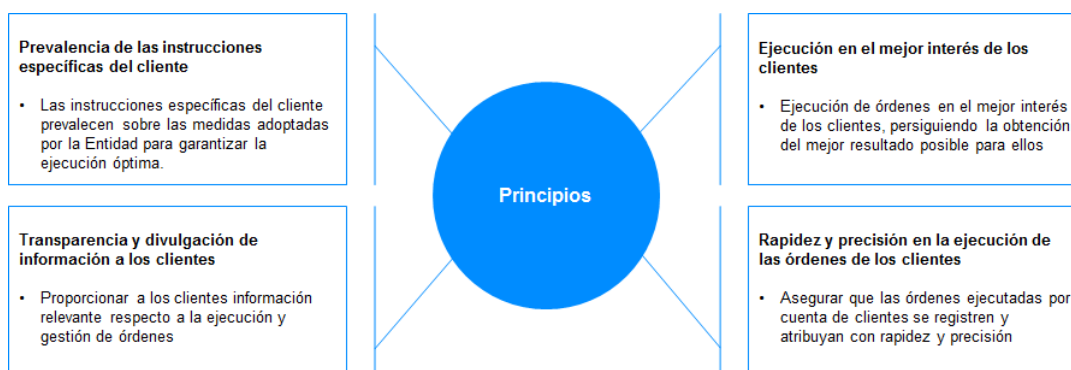 Prevalencia de las instrucciones
específicas del cliente
• Las instrucciones específicas del cliente
prevalecen sobre las medidas adoptadas
por la Entidad para garantizar la
ejecución óptima.
Transparencia y divulgación de
información a los clientes
• Proporcionar a los clientes información
relevante respecto a la ejecución y
gestión de órdenes
Principios
Ejecución en el mejor interés de los
clientes
• Ejecución de órdenes en el mejor interés
de los clientes, persiguiendo la obtención
del mejor resultado posible para ellos
Rapidez y precisión en la ejecución de
las órdenes de los clientes
• Asegurar que las órdenes ejecutadas por
cuenta de clientes se registren y
atribuyan con rapidez y precisión